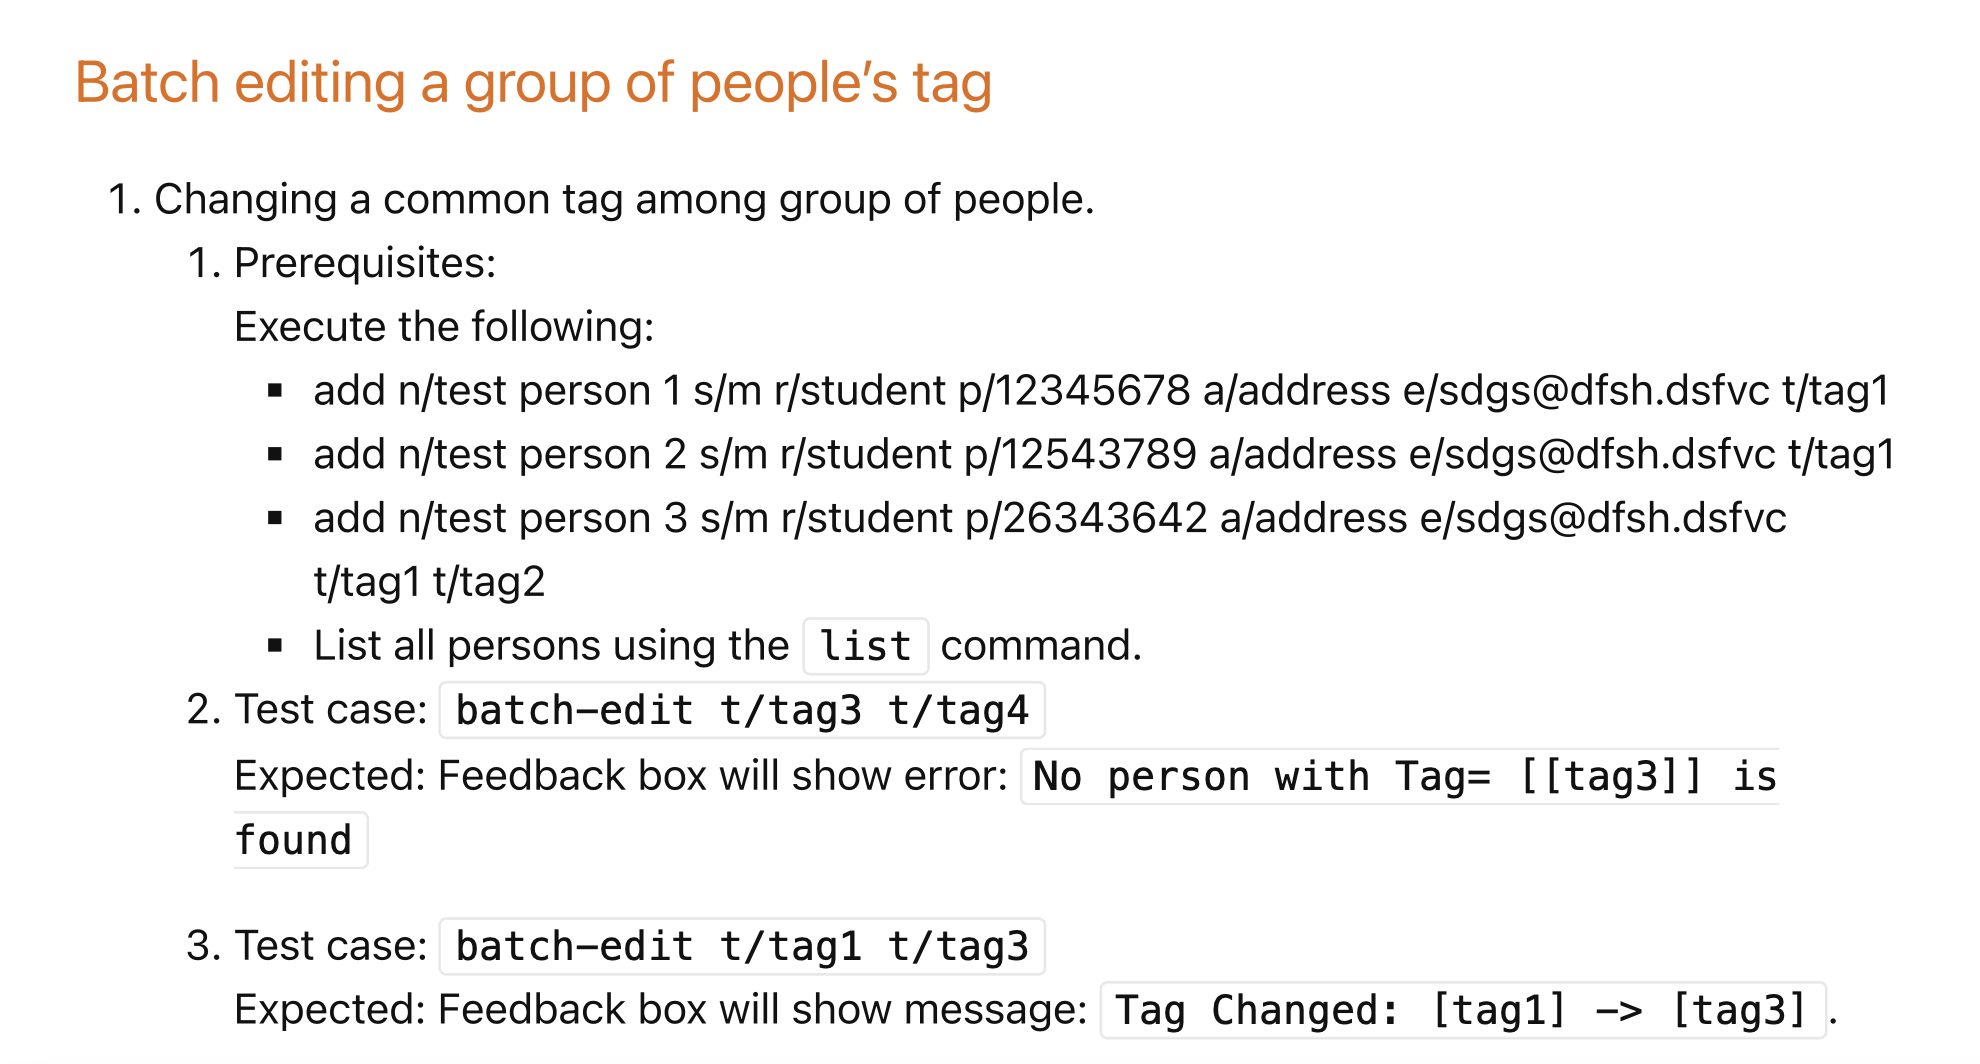 Batch editing a group of people’s tag
1. Changing a common tag among group of people.
1. Prerequisites:
Execute the following:
▪ add n/test person 1 s/m r/student p/12345678 a/address e/sdgs@dfsh.dsfvc t/tag1
▪ add n/test person 2 s/m r/student p/12543789 a/address e/sdgs@dfsh.dsfvc t/tag1
▪ add n/test person 3 s/m r/student p/26343642 a/address e/sdgs@dfsh.dsfvc
t/tag1 t/tag2
▪ List all persons using the list command.
2. Test case: batch-edit t/tag3 t/tag4
Expected: Feedback box will show error: No person with Tag= [[tag3]] is
found
3. Test case: batch-edit t/tag1 t/tag3
Expected: Feedback box will show message: Tag Changed: [tag1] -> [tag3].